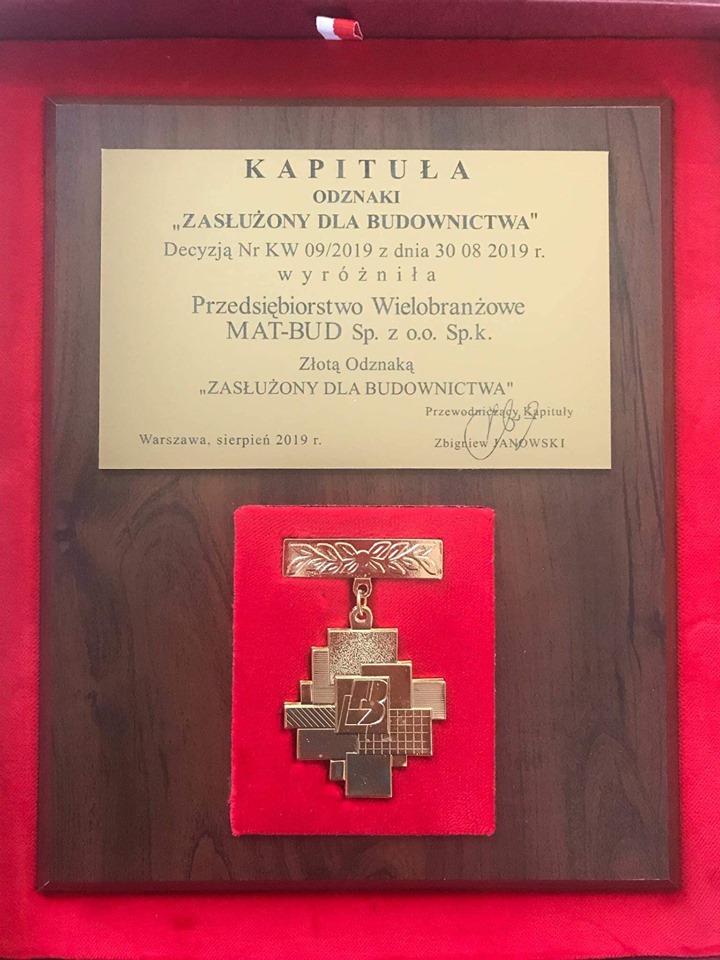 KAPITUŁA
ODZNAKI
„ZASŁUŻONY DLA BUDOWNICTWA"
Decyzją Nr KW 09/2019 z dnia 30 08 2019 r.
wyróżniła
Przedsiębiorstwo Wielobranżowe
MAT-BUD Sp. z o.o. Sp.k.
Złotą Odznaką
„ZASŁUŻONY DLA BUDOWNICTWA"
Przewodniczący Kapituły
Warszawa, sierpień 2019 r.
Zbigniew JANOWSKI